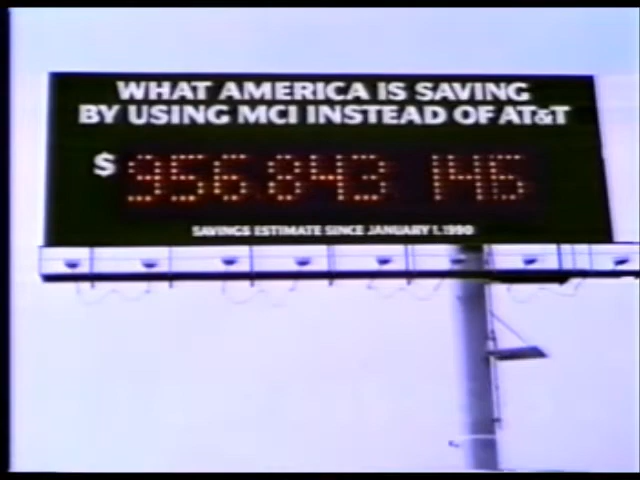 WHAT AMERICA IS SAVING
BY USING MCI INSTEAD OF AT&T
$ 956 843 146
SAVINGS ESTIMATE SINCE JANUARY 1, 1990